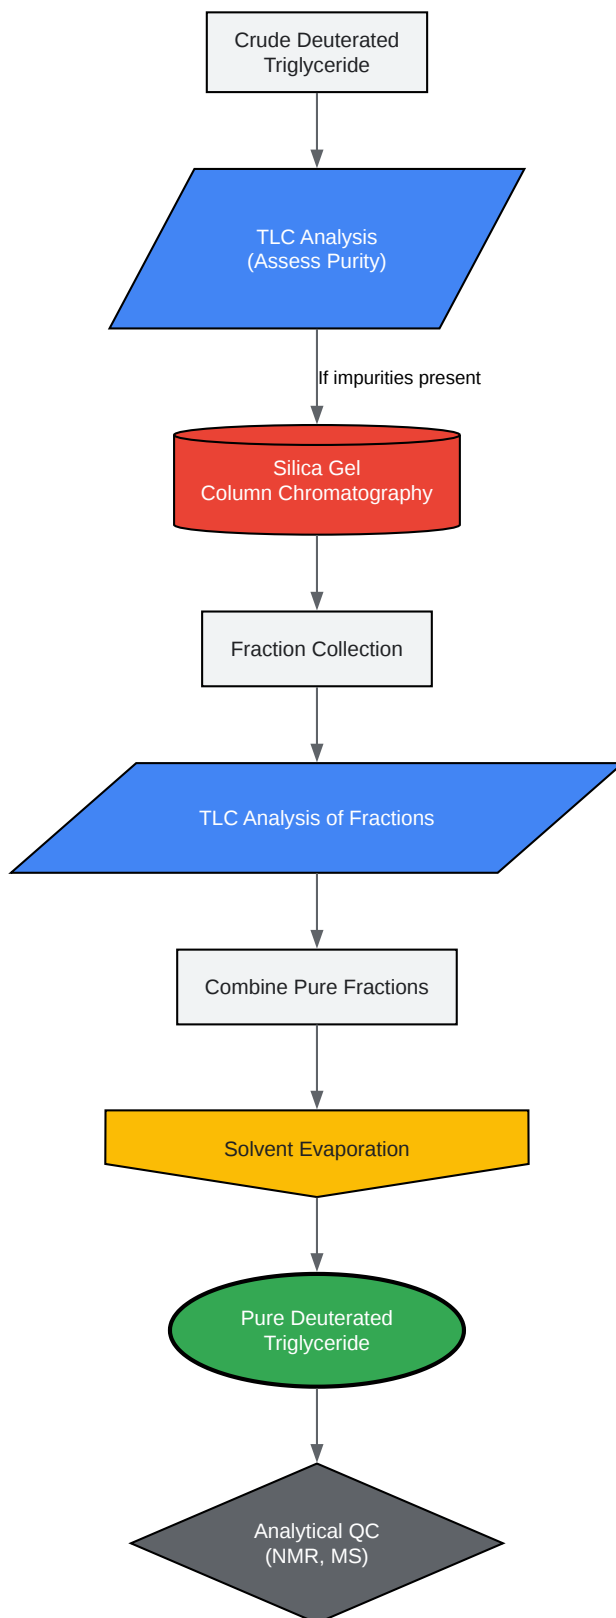 Crude Deuterated
Triglyceride
TLC Analysis
(Assess Purity)
If impurities present
Silica Gel
Column Chromatography
Fraction Collection
TLC Analysis of Fractions
Combine Pure Fractions
Solvent Evaporation
Pure Deuterated
Triglyceride
Analytical QC
(NMR, MS)